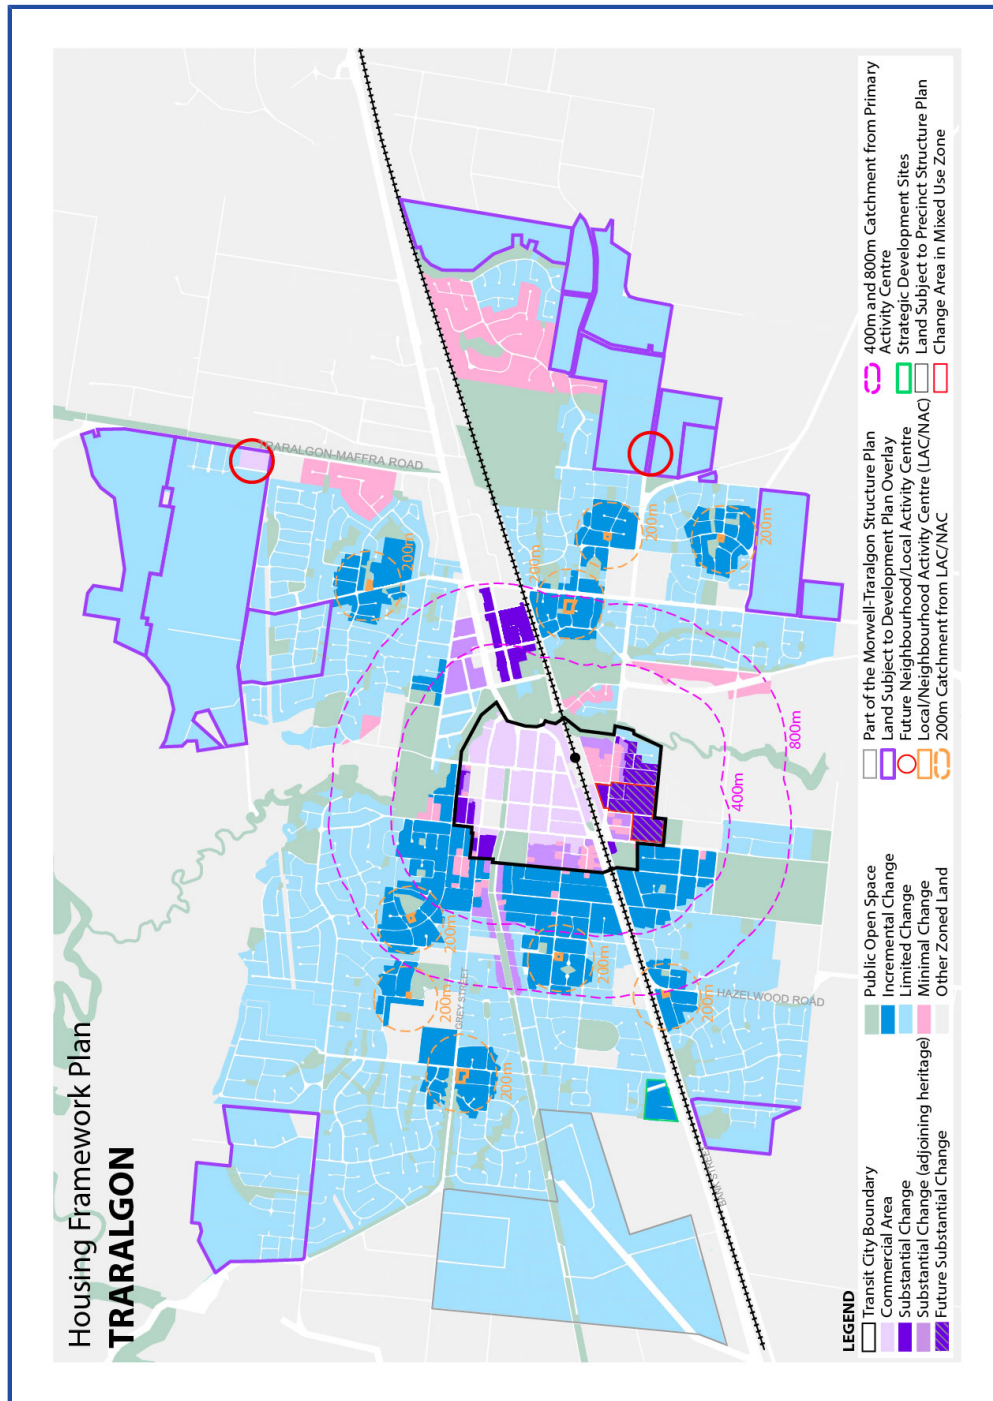 Housing Framework Plan
TRARALGON
TRARALGON-MAFFRA ROAD
GREY STREET
HAZELWOOD ROAD
BANK STREET
200m
200m
200m
200m
200m
200m
200m
200m
200m
400m
800m
LEGEND
Transit City Boundary
Commercial Area
Substantial Change
Substantial Change (adjoining heritage)
Future Substantial Change
Public Open Space
Incremental Change
Limited Change
Minimal Change
Other Zoned Land
Part of the Morwell-Traralgon Structure Plan
Land Subject to Development Plan Overlay
Future Neighbourhood/Local Activity Centre
Local/Neighbourhood Activity Centre (LAC/NAC)
200m Catchment from LAC/NAC
400m and 800m Catchment from Primary
Activity Centre
Strategic Development Sites
Land Subject to Precinct Structure Plan
Change Area in Mixed Use Zone